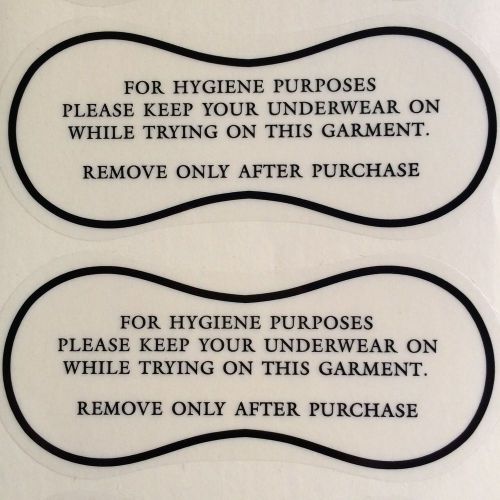 FOR HYGIENE PURPOSES
PLEASE KEEP YOUR UNDERWEAR ON
WHILE TRYING ON THIS GARMENT.
REMOVE ONLY AFTER PURCHASE
FOR HYGIENE PURPOSES
PLEASE KEEP YOUR UNDERWEAR ON
WHILE TRYING ON THIS GARMENT.
REMOVE ONLY AFTER PURCHASE